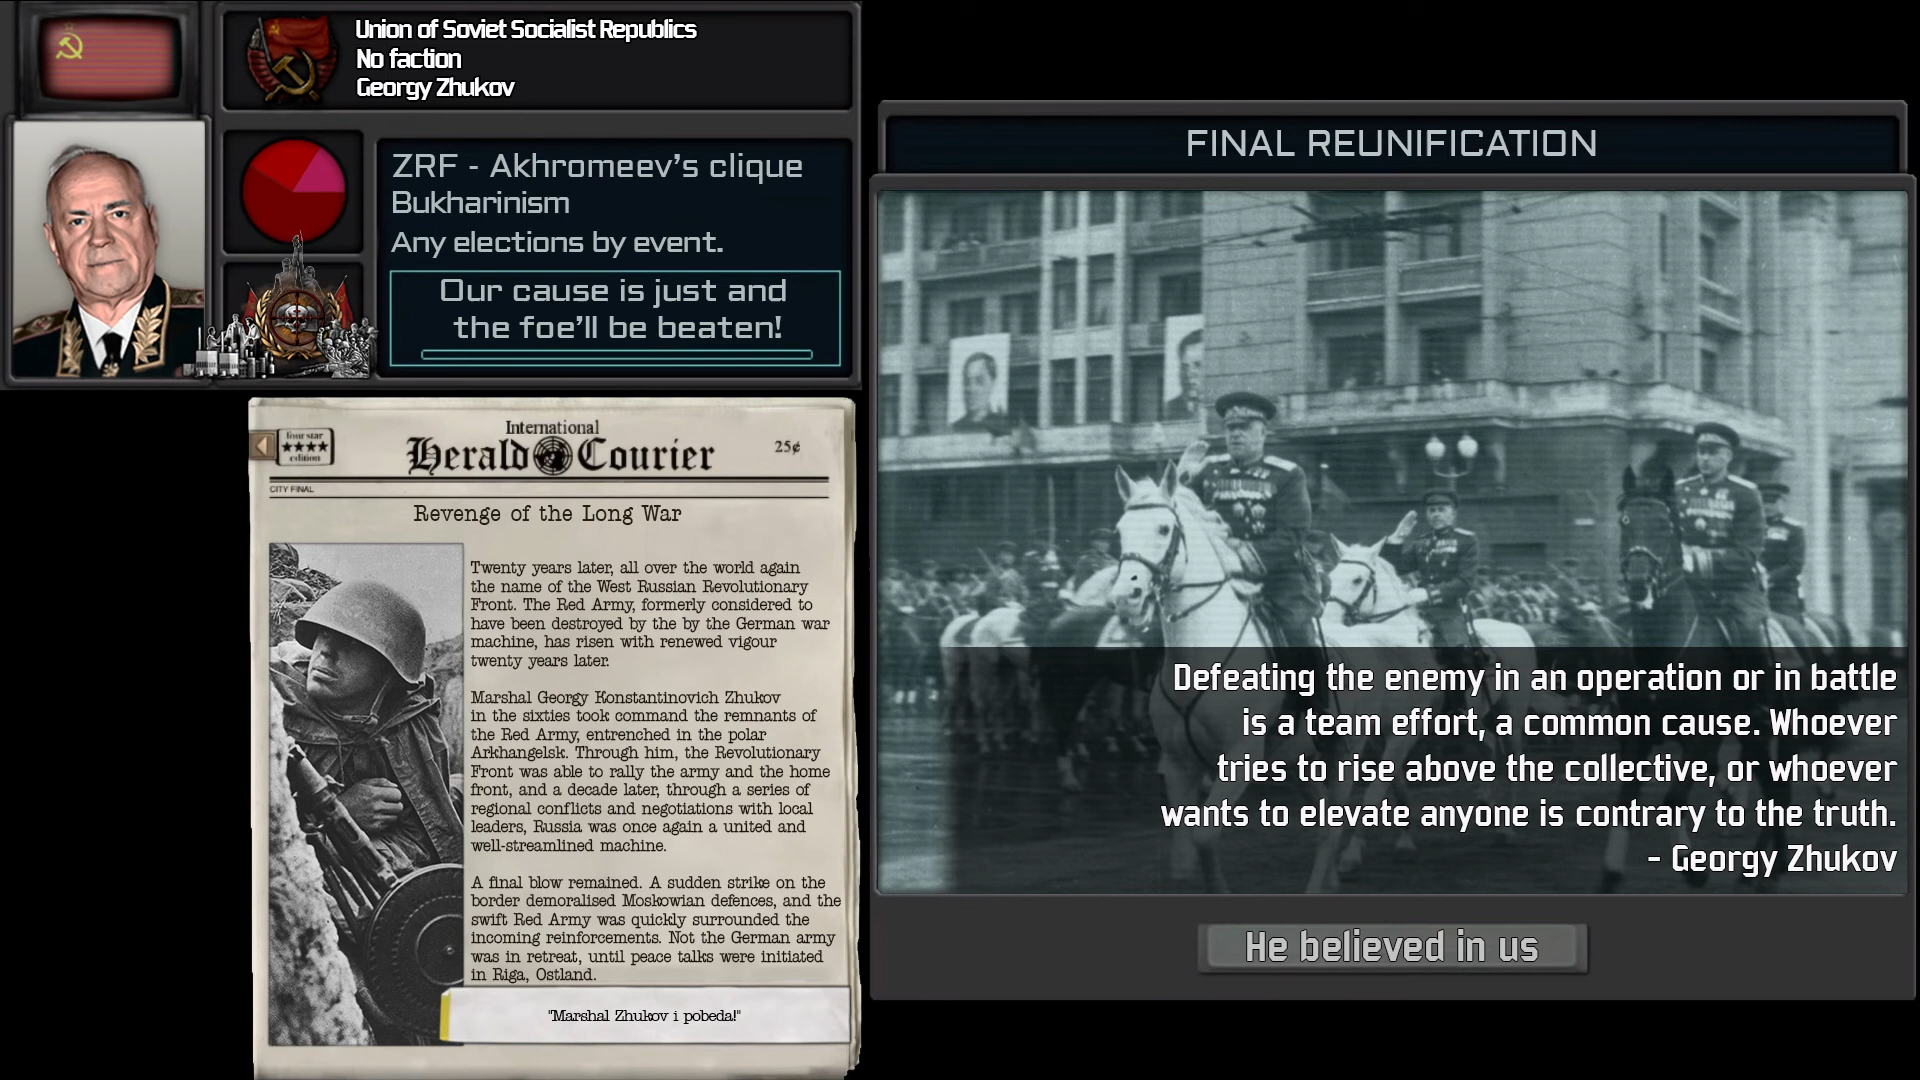 Union of Soviet Socialist Republics
No faction
Georgy Zhukov
ZRF - Akhromeev's clique
Bukharinism
Any elections by event.
Our cause is just and
the foe'll be beaten!
International
Herald Courier
four star
★★★★
edition
25¢
CITY FINAL
Revenge of the Long War
Twenty years later, all over the world again
the name of the West Russian Revolutionary
Front. The Red Army, formerly considered to
have been destroyed by the by the German war
machine, has risen with renewed vigour
twenty years later.
Marshal Georgy Konstantinovich Zhukov
in the sixties took command the remnants of
the Red Army, entrenched in the polar
Arkhangelsk. Through him, the Revolutionary
Front was able to rally the army and the home
front, and a decade later, through a series of
regional conflicts and negotiations with local
leaders, Russia was once again a united and
well-streamlined machine.
A final blow remained. A sudden strike on the
border demoralised Moskowian defences, and the
swift Red Army was quickly surrounded the
incoming reinforcements. Not the German army
was in retreat, until peace talks were initiated
in Riga, Ostland.
"Marshal Zhukov i pobeda!"
FINAL REUNIFICATION
Defeating the enemy in an operation or in battle
is a team effort, a common cause. Whoever
tries to rise above the collective, or whoever
wants to elevate anyone is contrary to the truth.
- Georgy Zhukov
He believed in us